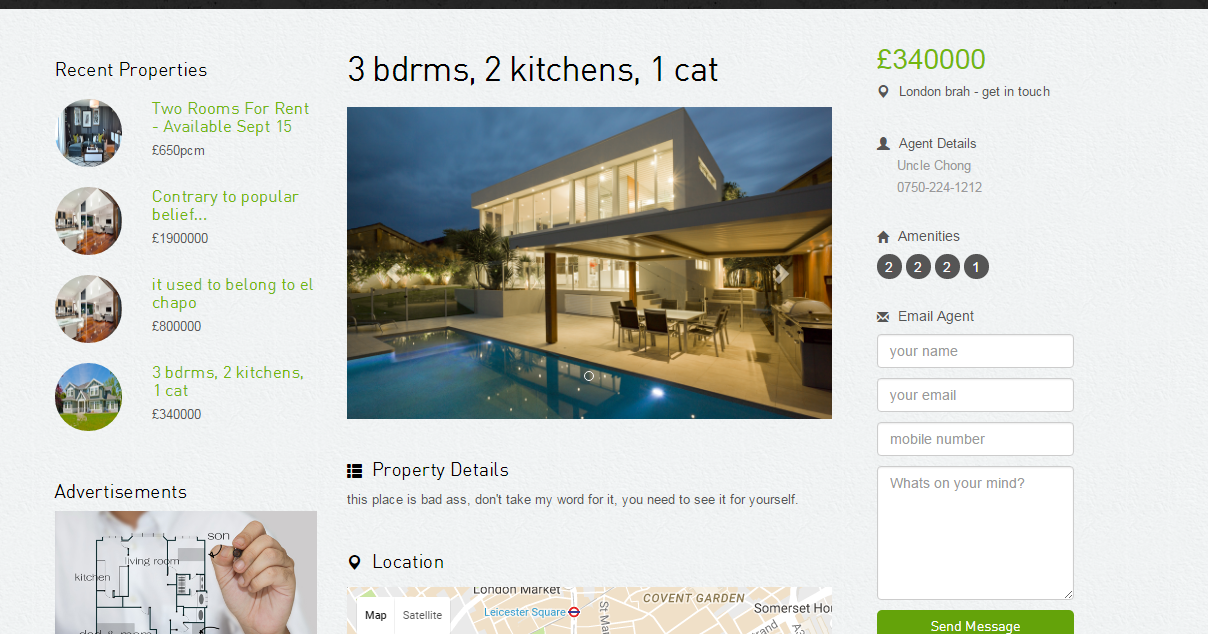 Recent Properties
Two Rooms For Rent
- Available Sept 15
£650pcm
Contrary to popular
belief...
£1900000
it used to belong to el
chapo
£800000
3 bdrms, 2 kitchens,
1 cat
£340000
Advertisements
son
living room
kitchen
dad & mom
3 bdrms, 2 kitchens, 1 cat
Property Details
this place is bad ass, don't take my word for it, you need to see it for yourself.
Location
Map
Satellite
London Market
Leicester Square
COVENT GARDEN
Somerset Hou
St Ma
rand
£340000
London brah - get in touch
Agent Details
Uncle Chong
0750-224-1212
Amenities
2 2 2 1
Email Agent
your name
your email
mobile number
Whats on your mind?
Send Message